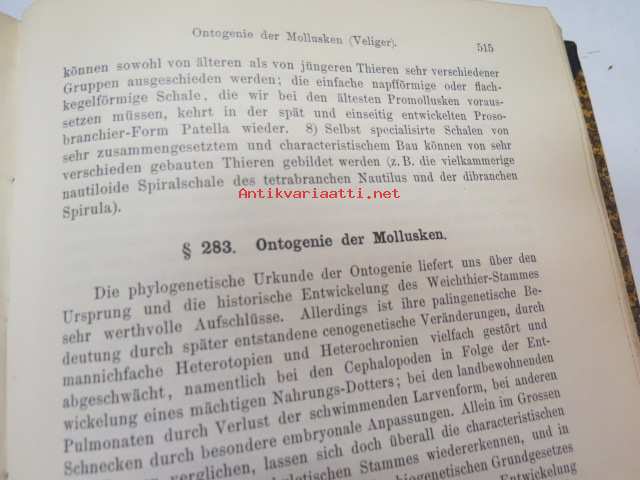 Ontogenie der Mollusken (Veliger). 515
können sowohl von älteren als von jüngeren Thieren sehr verschiedener
Gruppen ausgeschieden werden; die einfache napfförmige oder flach-
kegelförmige Schale, die wir bei den ältesten Promollusken voraus-
setzen müssen, kehrt in der spät und einseitig entwickelten Proso-
branchier-Form Patella wieder. 8) Selbst specialisirte Schalen von
sehr zusammengesetztem und characteristischem Bau können von sehr
verschieden gebauten Thieren gebildet werden (z. B. die vielkammerige
nautiloide Spiralschale des tetrabranchen Nautilus und der dibranchen
Antikvariaatti.net
Spirula).
§ 283. Ontogenie der Mollusken.
Die phylogenetische Urkunde der Ontogenie liefert uns über den
Ursprung und die historische Entwickelung des Weichthier-Stammes
sehr werthvolle Aufschlüsse. Allerdings ist ihre palingenetische Be-
deutung durch später entstandene cenogenetische Veränderungen, durch
mannichfache Heterotopien und Heterochronien vielfach gestört und
abgeschwächt, namentlich bei den Cephalopoden in Folge der Ent-
wickelung eines mächtigen Nahrungs-Dotters; bei den landbewohnenden
Pulmonaten durch Verlust der schwimmenden Larvenform, bei anderen
Schnecken durch besondere embryonale Anpassungen. Allein im Grossen
verglichen, lassen sich doch überall die characteristischen
Stammes wiedererkennen, und in
biogenetischen Grundgesetzes
Entwickelung